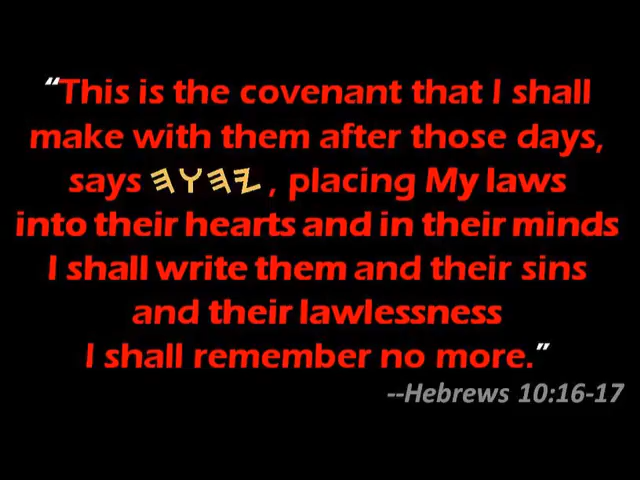 “This is the covenant that I shall
make with them after those days,
says 𐤉𐤄𐤅𐤄 , placing My laws
into their hearts and in their minds
I shall write them and their sins
and their lawlessness
I shall remember no more.”
--Hebrews 10:16-17